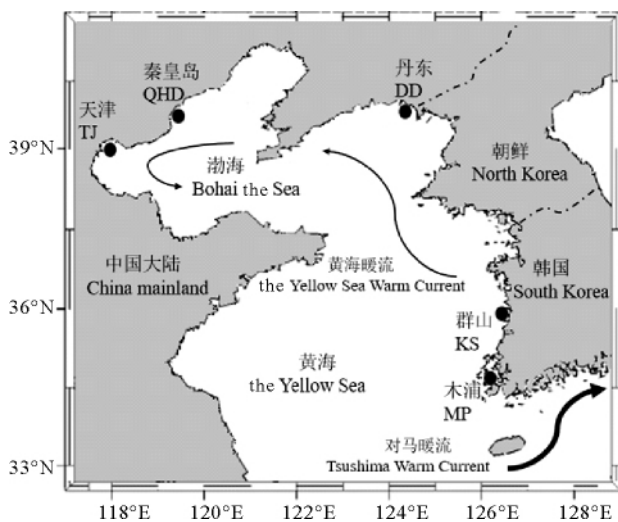 秦皇岛
QHD
丹东
DD
天津
TJ
39°N
朝鲜
North Korea
渤海
Bohai the Sea
中国大陆
China mainland
黄海暖流
the Yellow Sea Warm Current
韩国
South Korea
36°N
群山
KS
黄海
the Yellow Sea
木浦
MP
对马暖流
Tsushima Warm Current
33°N
118°E 120°E 122°E 124°E 126°E 128°E